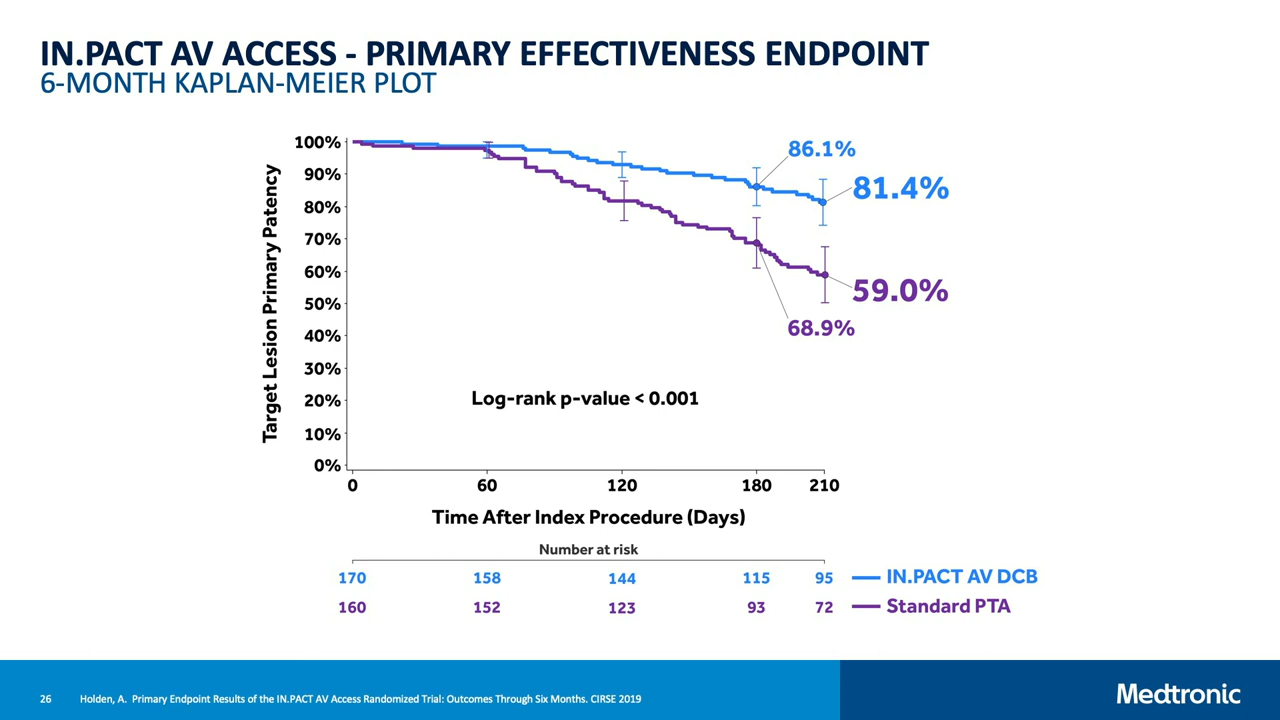 IN.PACT AV ACCESS - PRIMARY EFFECTIVENESS ENDPOINT
6-MONTH KAPLAN-MEIER PLOT
Target Lesion Primary Patency
100%
90%
80%
70%
60%
50%
40%
30%
20%
10%
0%
86.1%
81.4%
59.0%
68.9%
Log-rank p-value < 0.001
0 60 120 180 210
Time After Index Procedure (Days)
Number at risk
170 158 144 115 95 IN.PACT AV DCB
160 152 123 93 72 Standard PTA
26 Holden, A. Primary Endpoint Results of the IN.PACT AV Access Randomized Trial: Outcomes Through Six Months. CIRSE 2019
Medtronic